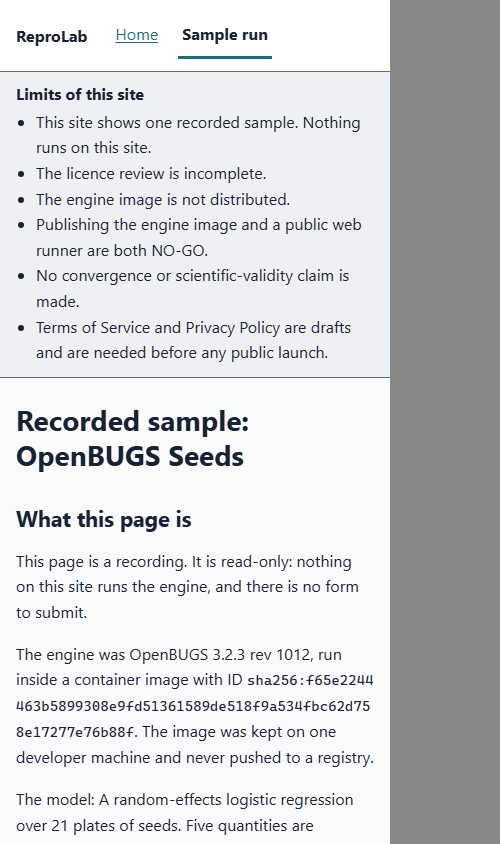 ReproLab Home Sample run
Limits of this site
• This site shows one recorded sample. Nothing
runs on this site.
• The licence review is incomplete.
• The engine image is not distributed.
• Publishing the engine image and a public web
runner are both NO-GO.
• No convergence or scientific-validity claim is
made.
• Terms of Service and Privacy Policy are drafts
and are needed before any public launch.
Recorded sample:
OpenBUGS Seeds
What this page is
This page is a recording. It is read-only: nothing
on this site runs the engine, and there is no form
to submit.
The engine was OpenBUGS 3.2.3 rev 1012, run
inside a container image with ID sha256:f65e2244
463b5899308e9fd51361589de518f9a534fbc62d75
8e17277e76b88f. The image was kept on one
developer machine and never pushed to a registry.
The model: A random-effects logistic regression
over 21 plates of seeds. Five quantities are